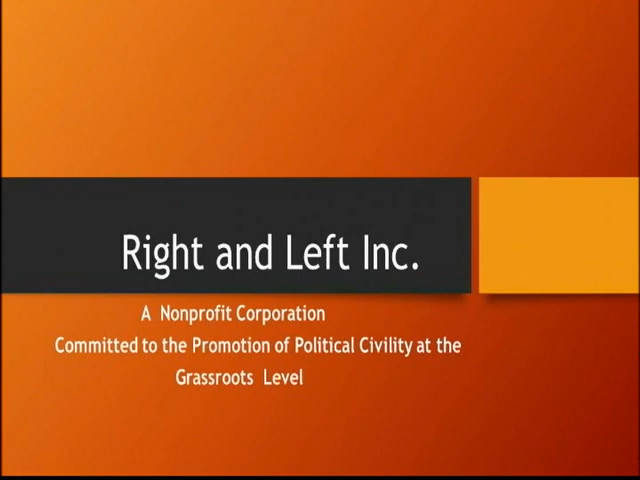 Right and Left Inc.
A Nonprofit Corporation
Committed to the Promotion of Political Civility at the
Grassroots Level